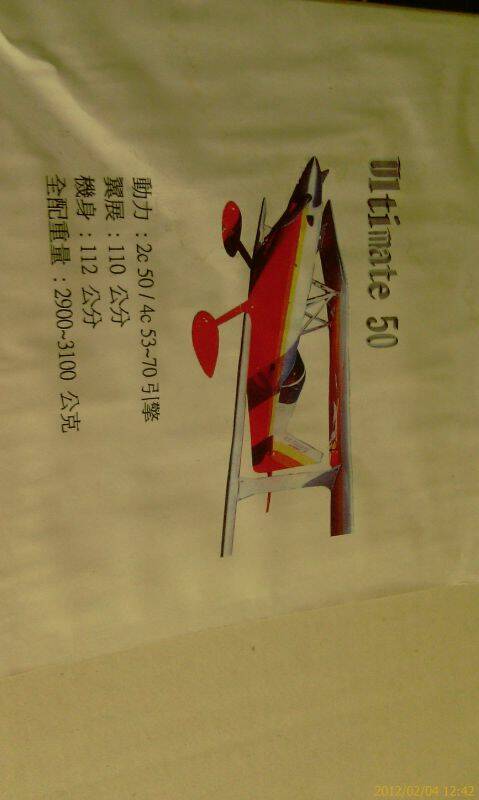 Ultimate 50
動力：2c 50 / 4c 53~70 引擎
翼展：110 公分
機身：112 公分
全配重量：2900~3100 公克
2012/02/04 12:42